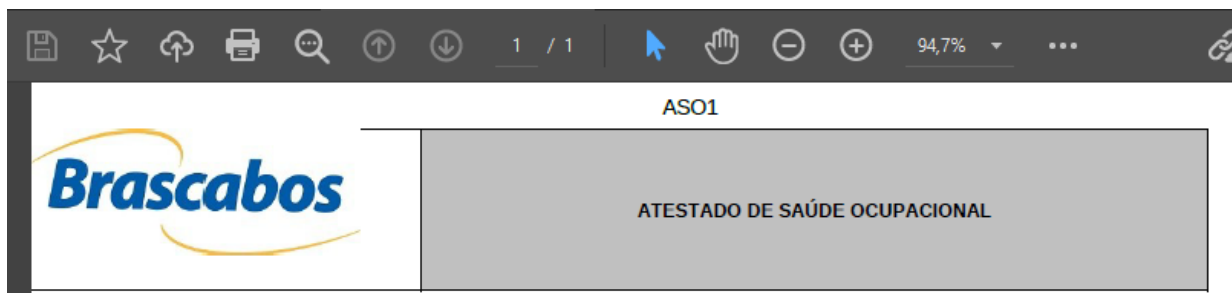 1 / 1
94,7%
ASO1
Brascabos
ATESTADO DE SAÚDE OCUPACIONAL